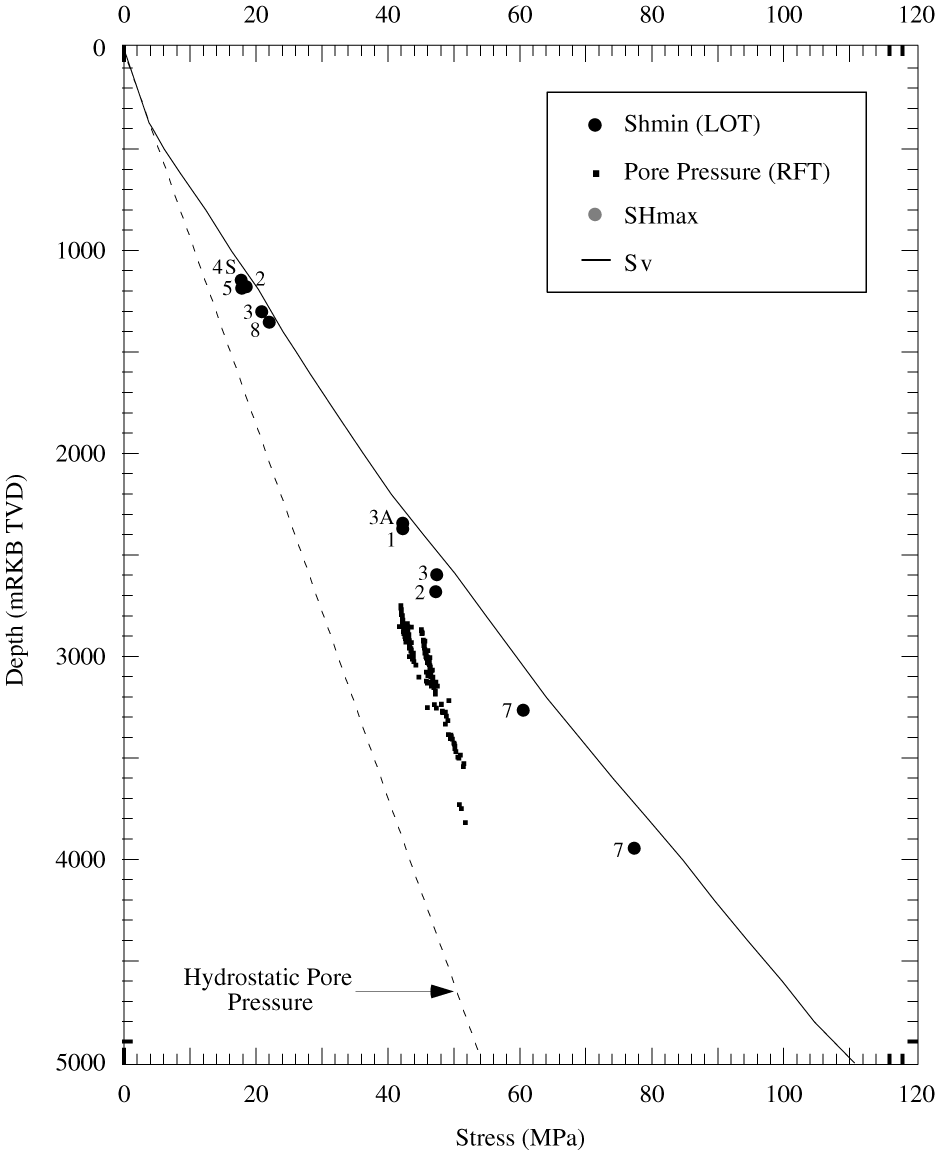 0 20 40 60 80 100 120
0
Shmin (LOT)
Pore Pressure (RFT)
SHmax
Sv
1000
4S
2
5
3
8
2000
3A
1
3
2
Depth (mRKB TVD)
3000
7
7
4000
Hydrostatic Pore
Pressure
5000
0 20 40 60 80 100 120
Stress (MPa)